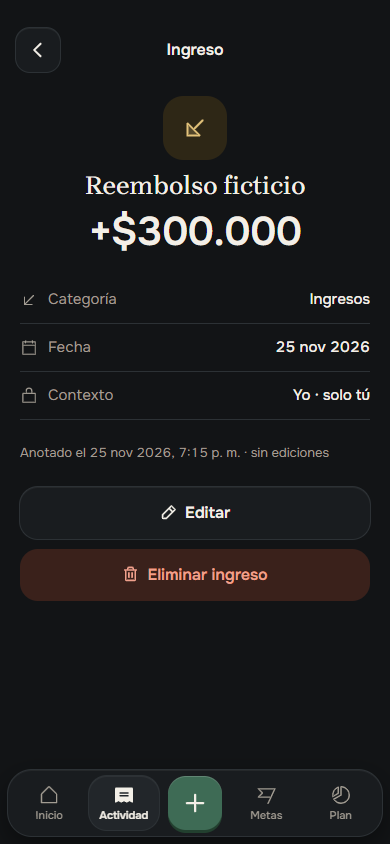 Ingreso
Reembolso ficticio
+$300.000
Categoría Ingresos
Fecha 25 nov 2026
Contexto Yo · solo tú
Anotado el 25 nov 2026, 7:15 p. m. · sin ediciones
Editar
Eliminar ingreso
Inicio Actividad Metas Plan